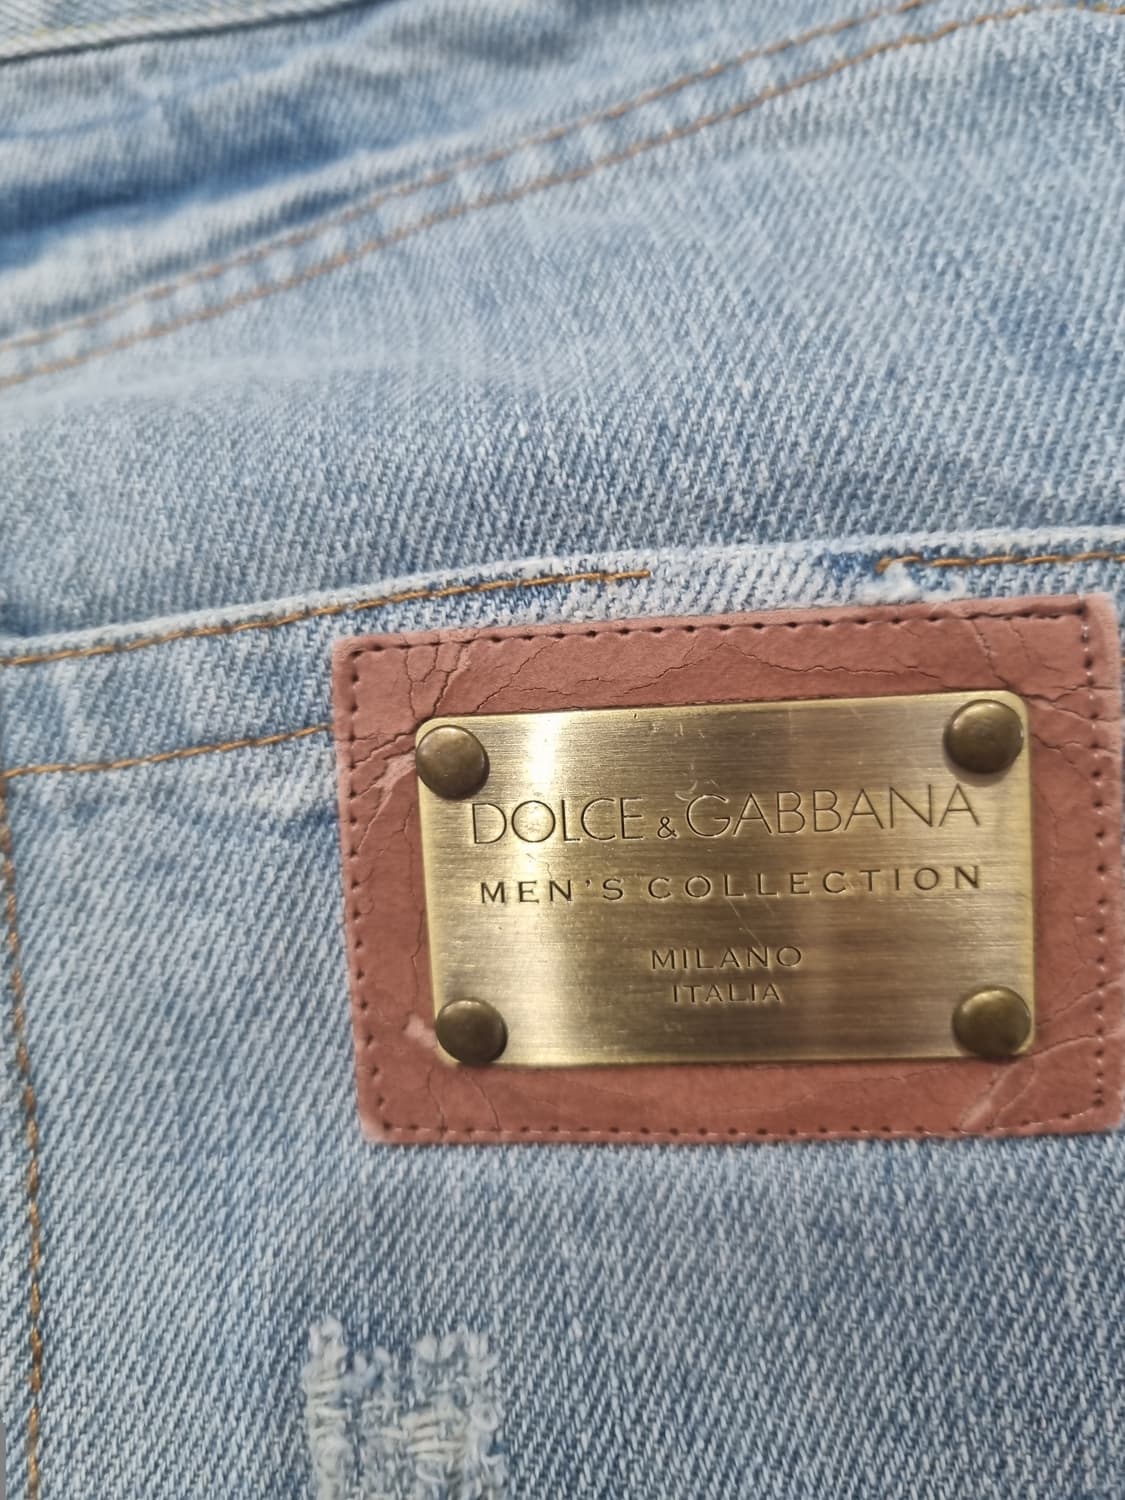 DOLCE & GABBANA
MEN'S COLLECTION
MILANO
ITALIA